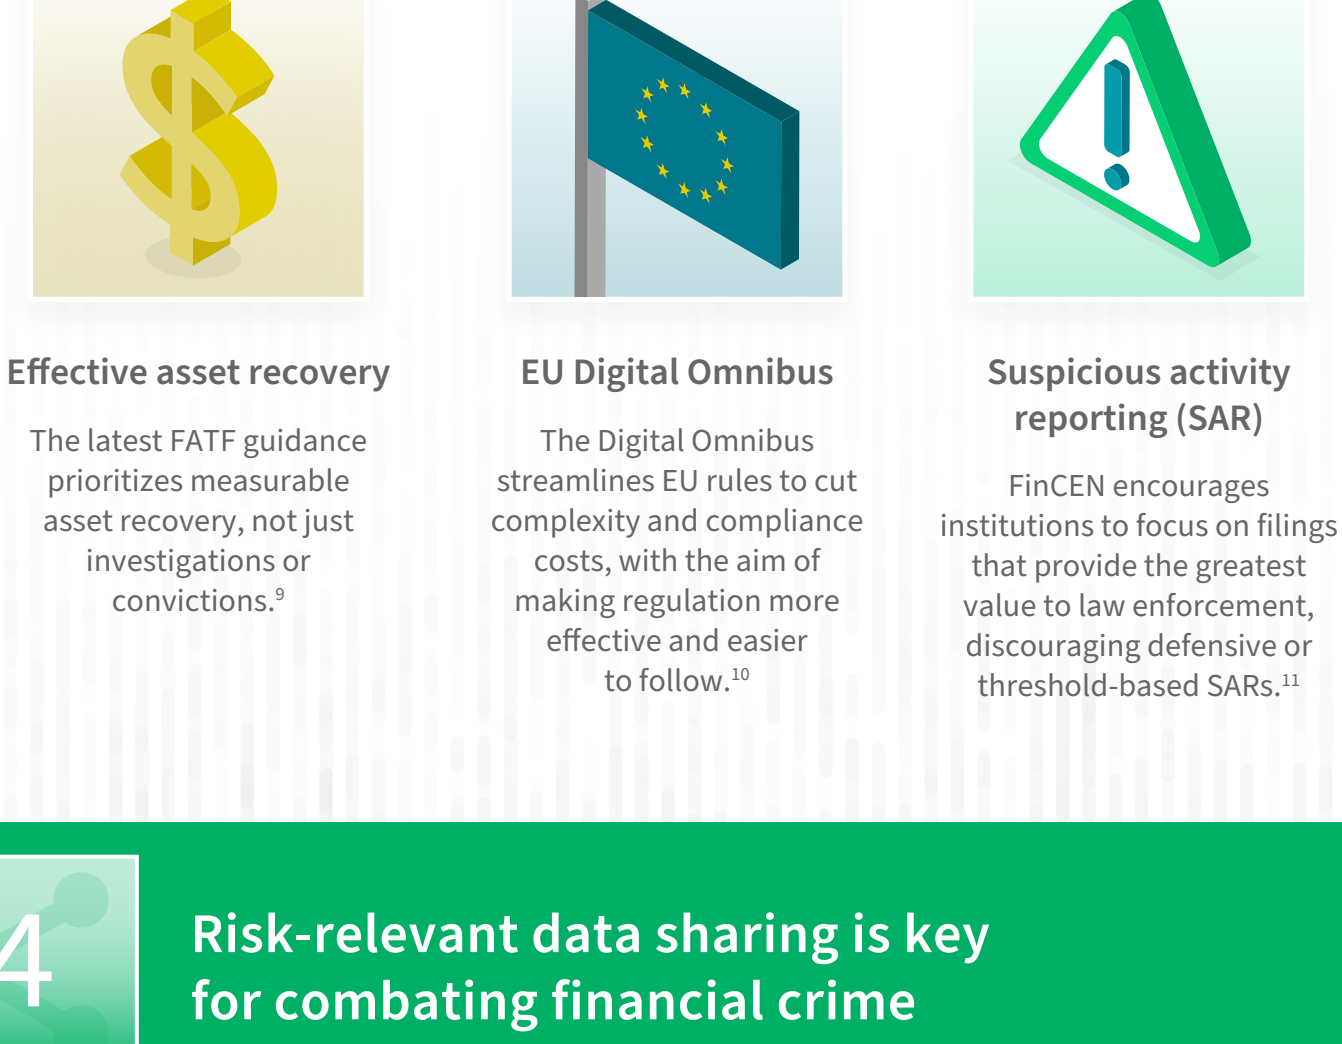 Effective asset recovery
The latest FATF guidance
prioritizes measurable
asset recovery, not just
investigations or
convictions.⁹
EU Digital Omnibus
The Digital Omnibus
streamlines EU rules to cut
complexity and compliance
costs, with the aim of
making regulation more
effective and easier
to follow.¹⁰
Suspicious activity
reporting (SAR)
FinCEN encourages
institutions to focus on filings
that provide the greatest
value to law enforcement,
discouraging defensive or
threshold-based SARs.¹¹
4
Risk-relevant data sharing is key
for combating financial crime